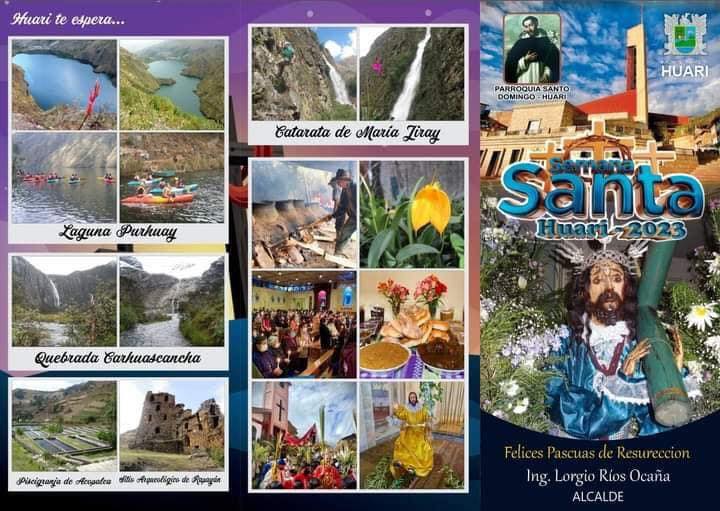 Huari te espera...
Laguna Purhuay
Quebrada Carhuascancha
Piscigranja de Acopalca
Sitio Arqueológico de Rapayán
Catarata de María Jiray
PARROQUIA SANTO
DOMINGO - HUARI
HUARI
Semana
Santa
Huari - 2023
Felices Pascuas de Resureccion
Ing. Lorgio Ríos Ocaña
ALCALDE